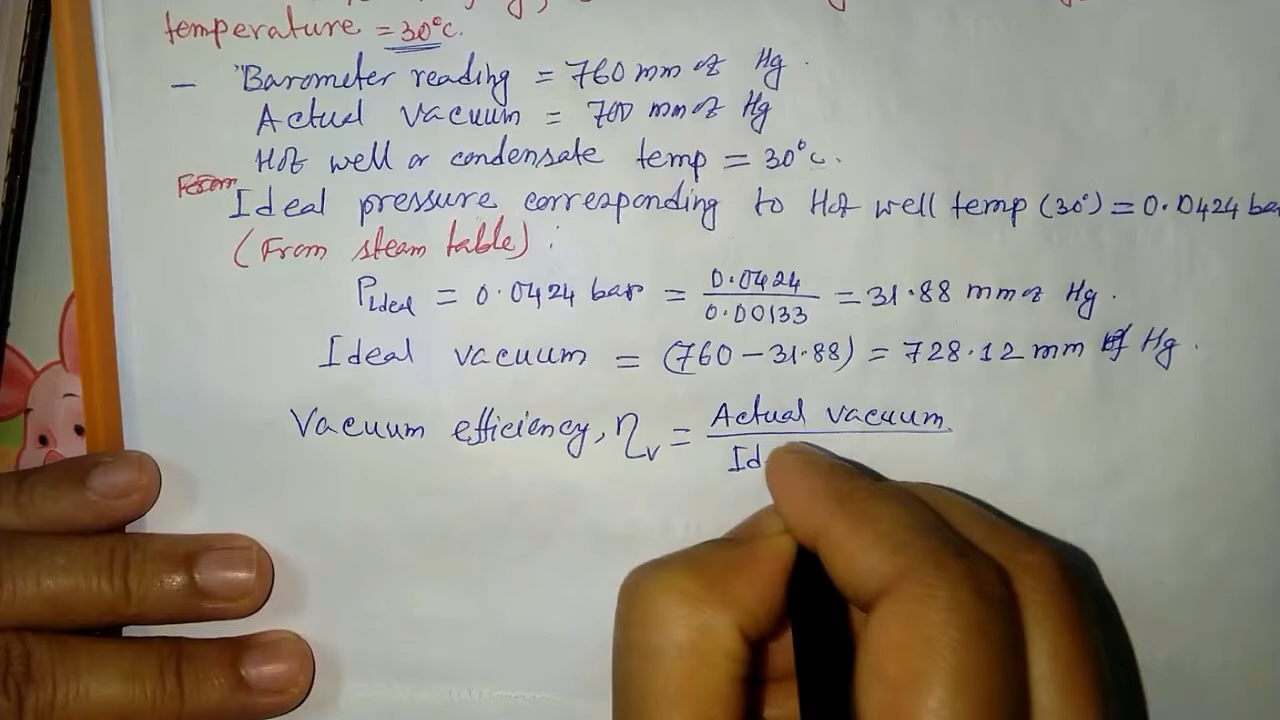 temperature = 30°c.
- Barometer reading = 760 mm of Hg.
Actual vacuum = 700 mm of Hg
Hot well or condensate temp = 30°c.
From
Ideal pressure corresponding to Hot well temp (30°) = 0.0424 ba
(From steam table):
Pideal = 0.0424 bar = 0.0424 / 0.00133 = 31.88 mm of Hg.
Ideal vacuum = (760 - 31.88) = 728.12 mm of Hg.
Vacuum efficiency, ηv = Actual vacuum / Id